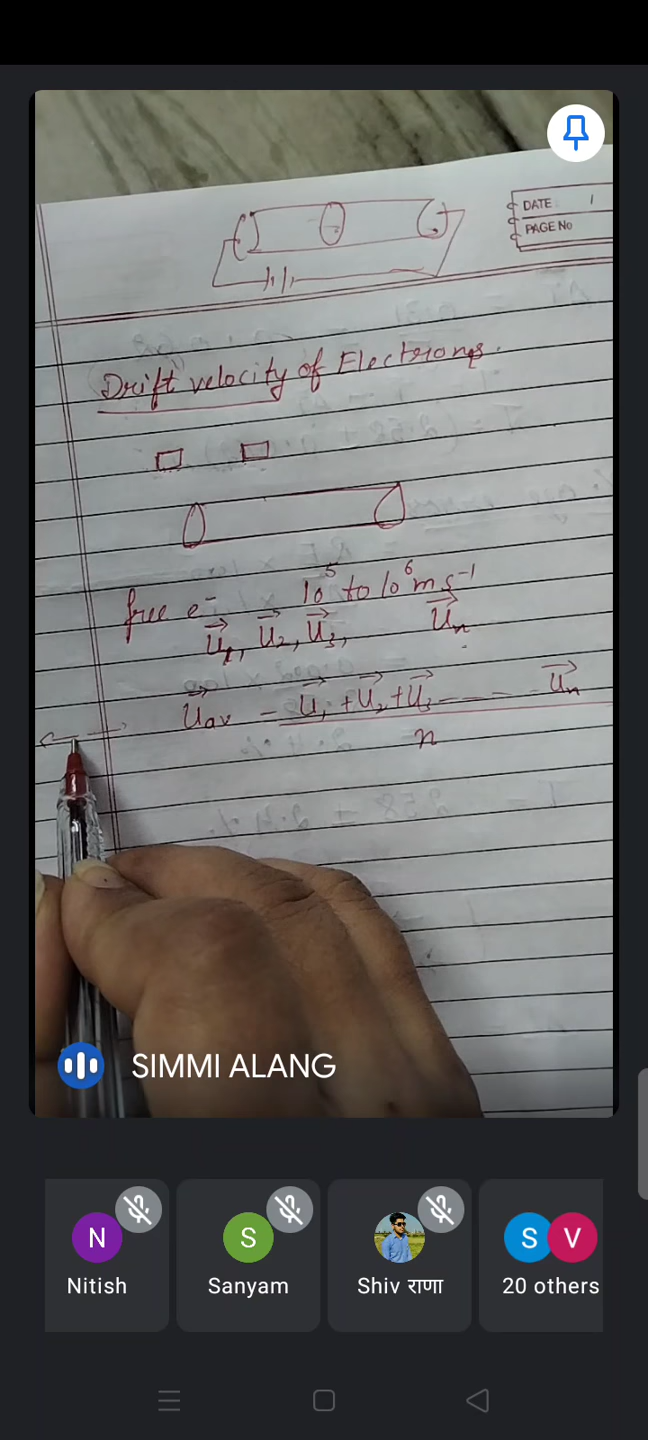 DATE /
PAGE No
Drift velocity of Electrons.
free e⁻ 10⁵ to 10⁶ m s⁻¹
u⃗₁, u⃗₂, u⃗₃, u⃗ₙ
u⃗av = u⃗₁ + u⃗₂ + u⃗₃ ------ u⃗ₙ
n
SIMMI ALANG
N
S
S V
Nitish
Sanyam
Shiv राणा
20 others